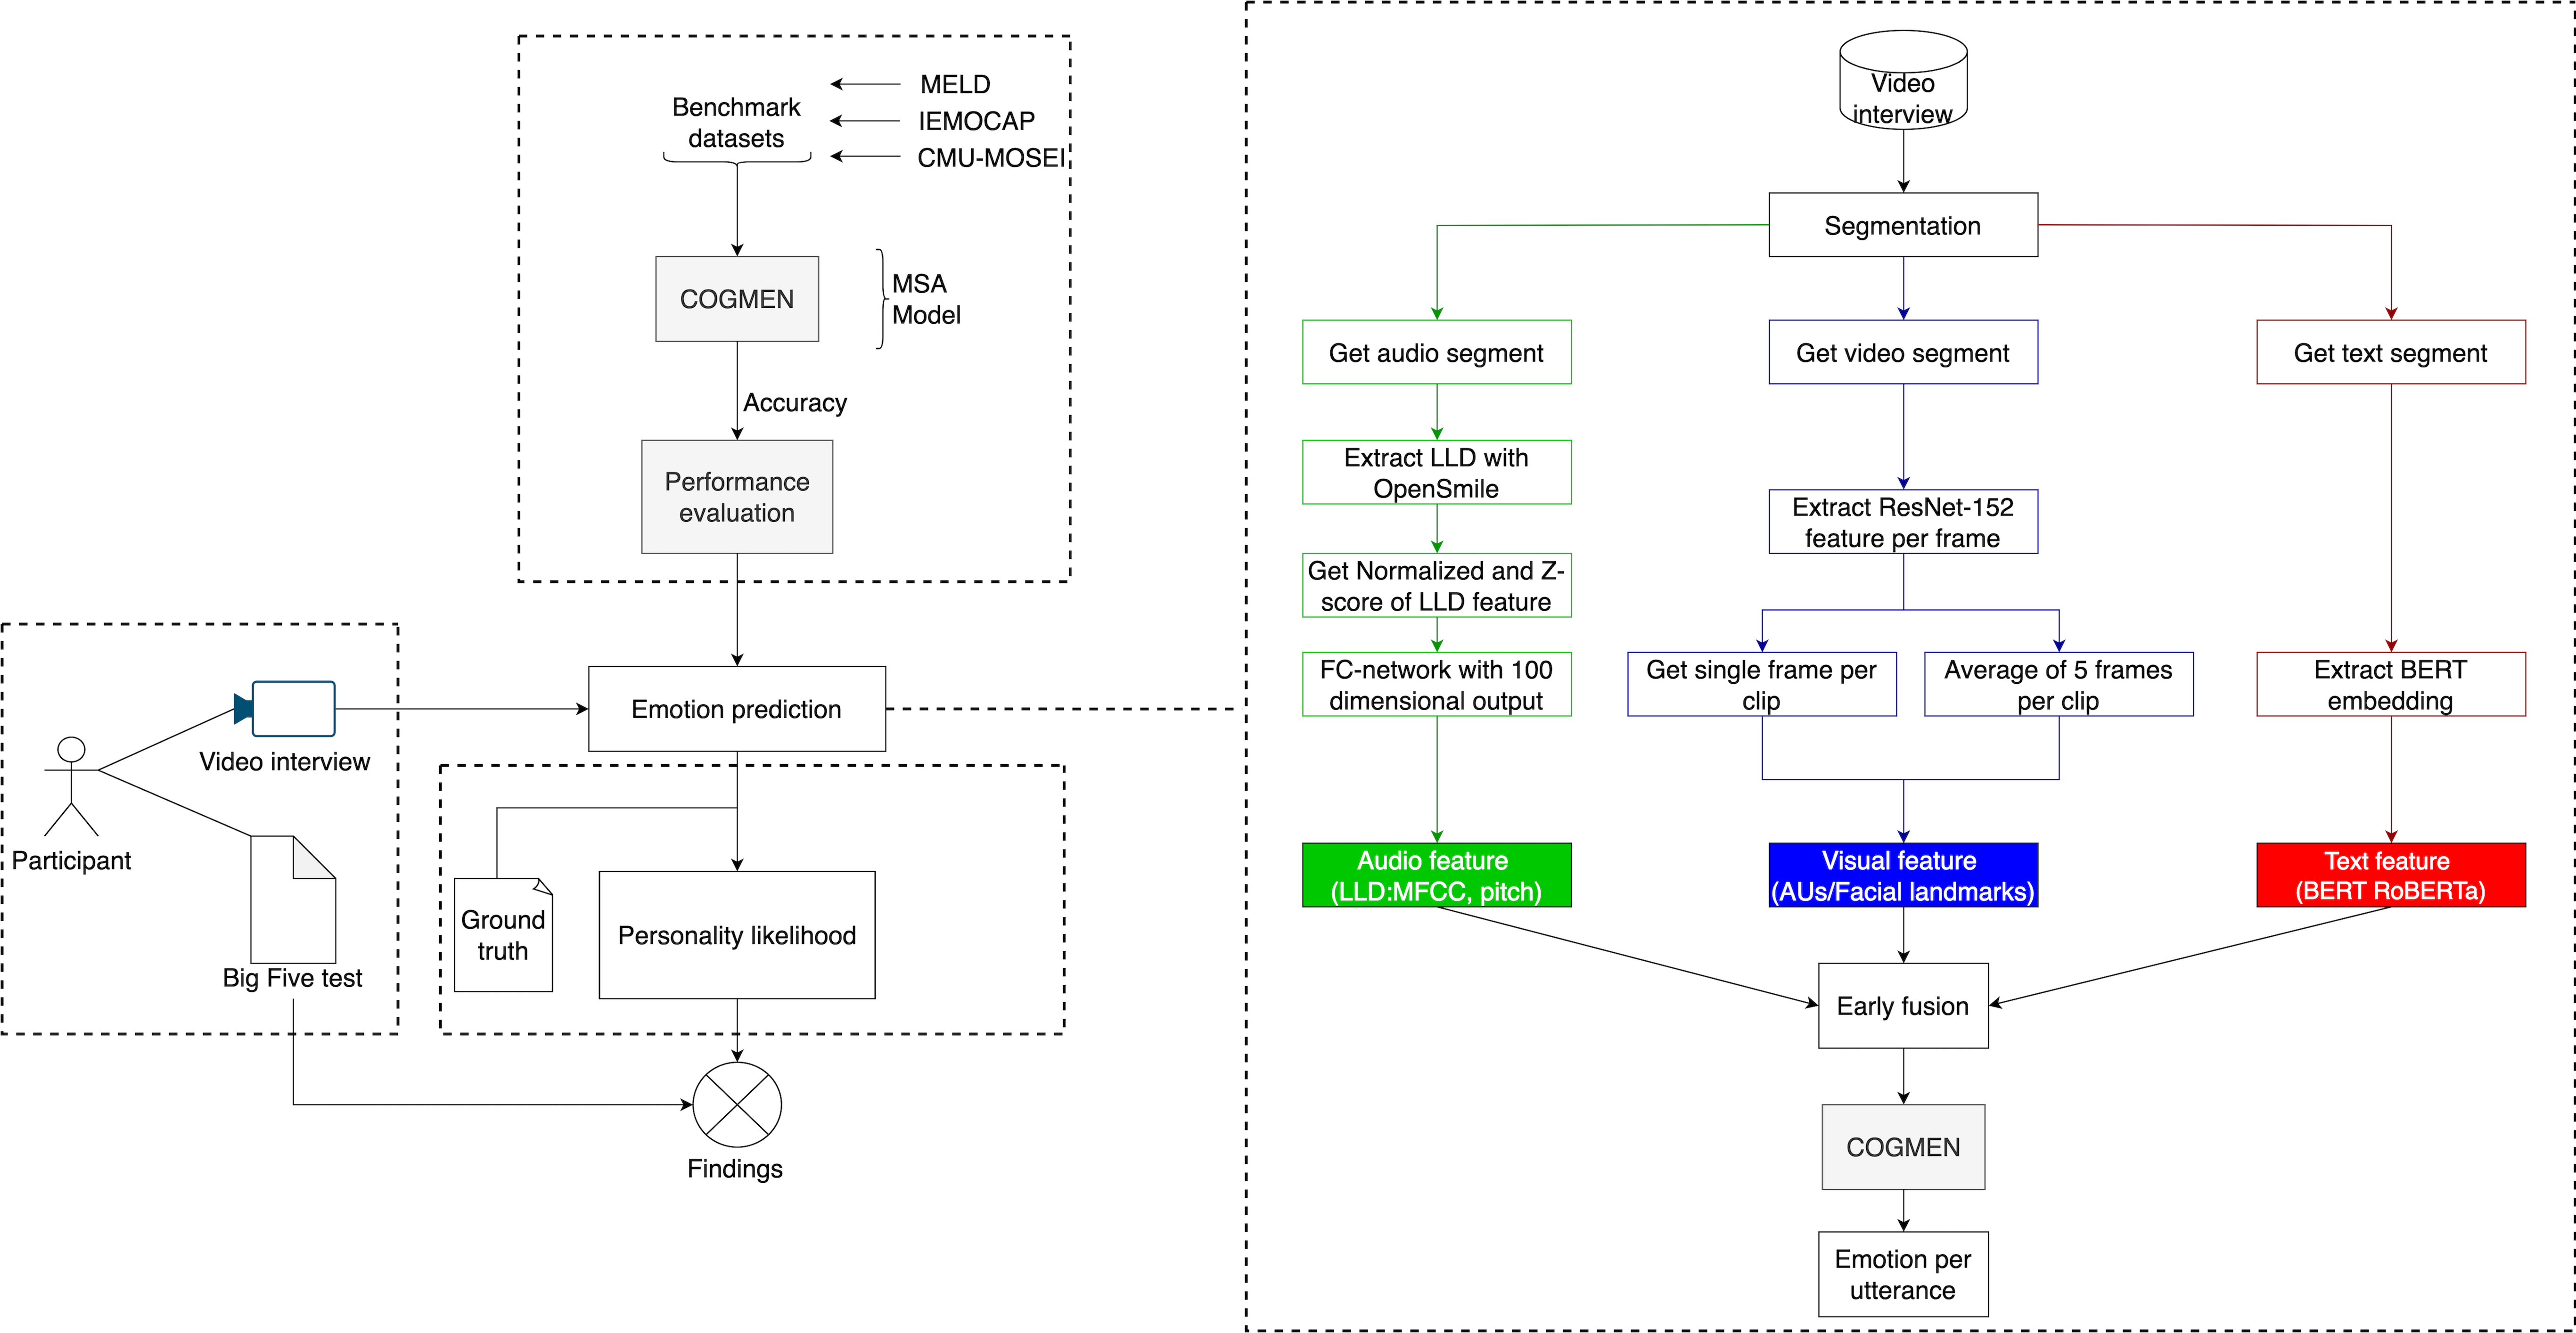 MELD
Benchmark
datasets
IEMOCAP
CMU-MOSEI
COGMEN
MSA
Model
Accuracy
Performance
evaluation
Emotion prediction
Video interview
Participant
Big Five test
Ground
truth
Personality likelihood
Findings
Video
interview
Segmentation
Get audio segment
Get video segment
Get text segment
Extract LLD with
OpenSmile
Extract ResNet-152
feature per frame
Get Normalized and Z-
score of LLD feature
FC-network with 100
dimensional output
Get single frame per
clip
Average of 5 frames
per clip
Extract BERT
embedding
Audio feature
(LLD:MFCC, pitch)
Visual feature
(AUs/Facial landmarks)
Text feature
(BERT RoBERTa)
Early fusion
COGMEN
Emotion per
utterance